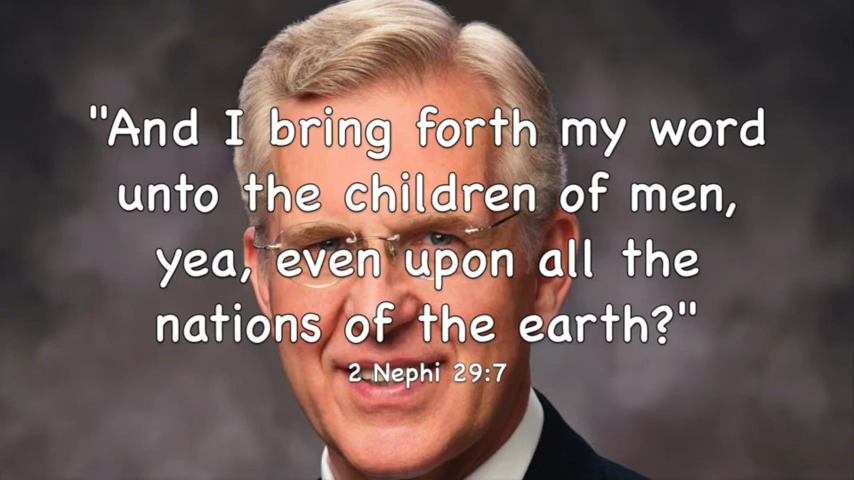 "And I bring forth my word
unto the children of men,
yea, even upon all the
nations of the earth?"
2 Nephi 29:7